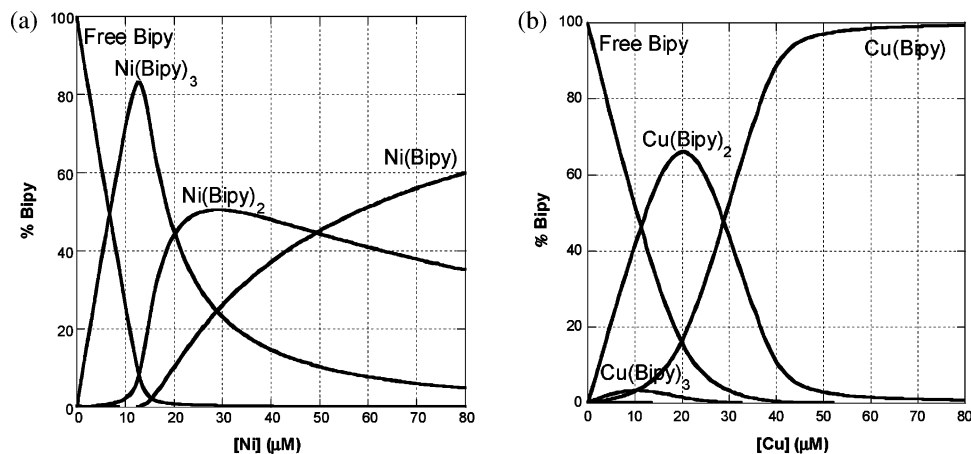 (a)
100
80
60
40
20
0
% Bipy
Free Bipy
Ni(Bipy)3
Ni(Bipy)2
Ni(Bipy)
0 10 20 30 40 50 60 70 80
[Ni] (μM)
(b)
100
80
60
40
20
0
% Bipy
Free Bipy
Cu(Bipy)
Cu(Bipy)2
Cu(Bipy)3
0 10 20 30 40 50 60 70 80
[Cu] (μM)